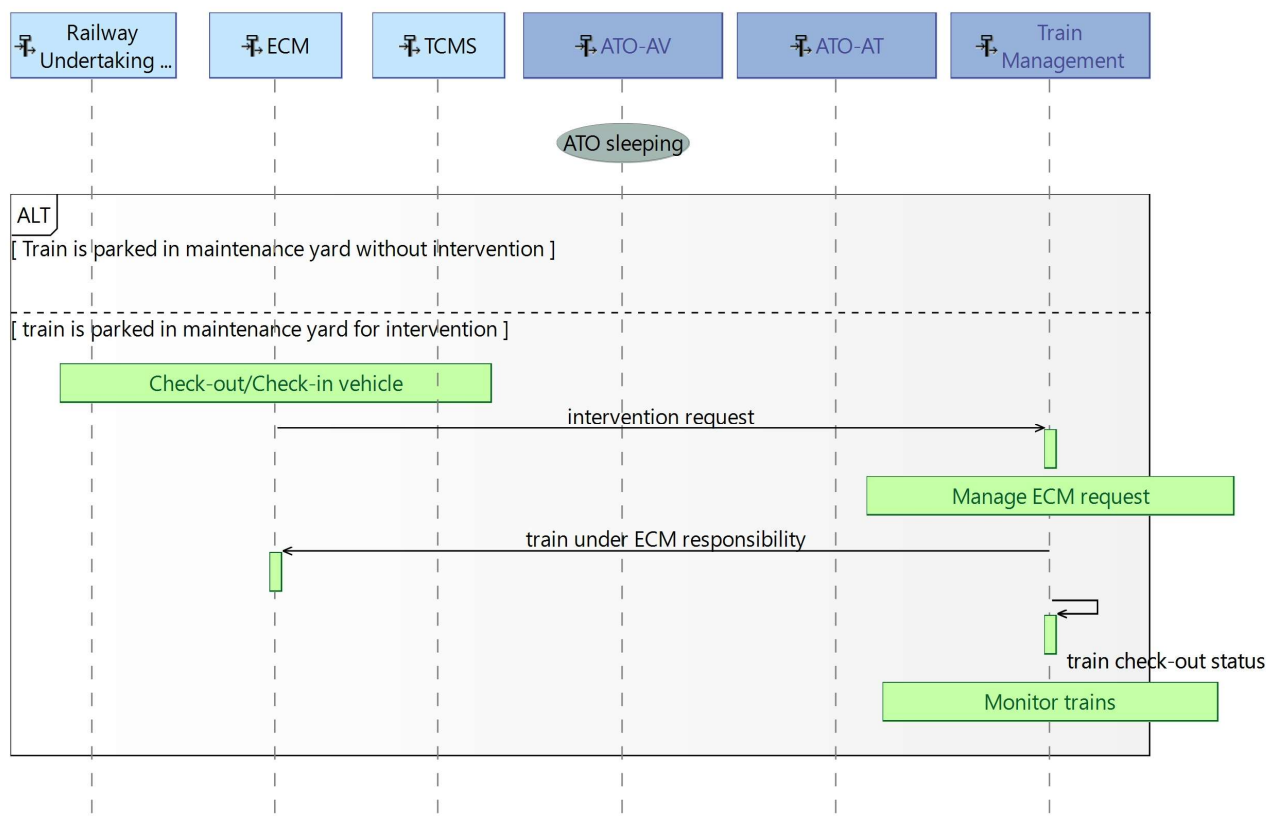 Railway
Undertaking ...
ECM
TCMS
ATO-AV
ATO-AT
Train
Management
ATO sleeping
ALT
[ Train is parked in maintenance yard without intervention ]
[ train is parked in maintenance yard for intervention ]
Check-out/Check-in vehicle
intervention request
Manage ECM request
train under ECM responsibility
train check-out status
Monitor trains